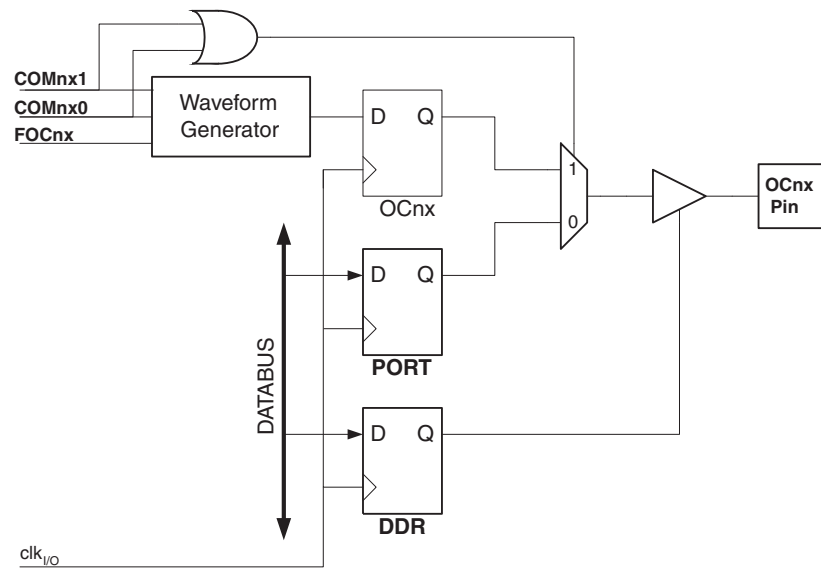 COMnx1
COMnx0
FOCnx
Waveform
Generator
D Q
OCnx
1
0
OCnx
Pin
DATABUS
D Q
PORT
D Q
DDR
clkI/O